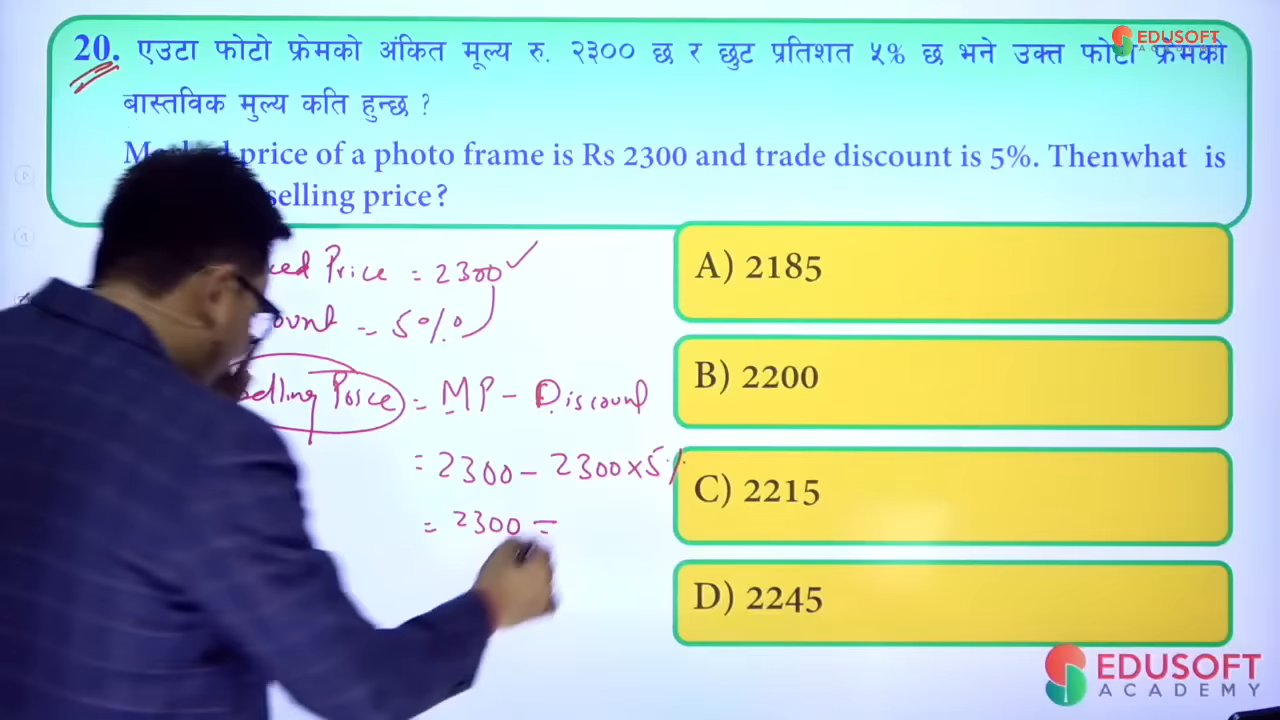 20. एउटा फोटो फ्रेमको अंकित मूल्य रु. २३०० छ र छुट प्रतिशत ५% छ भने उक्त फोटो फ्रेमको
बास्तविक मुल्य कति हुन्छ ?
price of a photo frame is Rs 2300 and trade discount is 5%. Thenwhat is
selling price?
Price = 2300 ✓
= 5%
Selling Price = MP - Discount
= 2300 - 2300 × 5%
= 2300 =
A) 2185
B) 2200
C) 2215
D) 2245
EDUSOFT
ACADEMY
EDUSOFT
ACADEMY